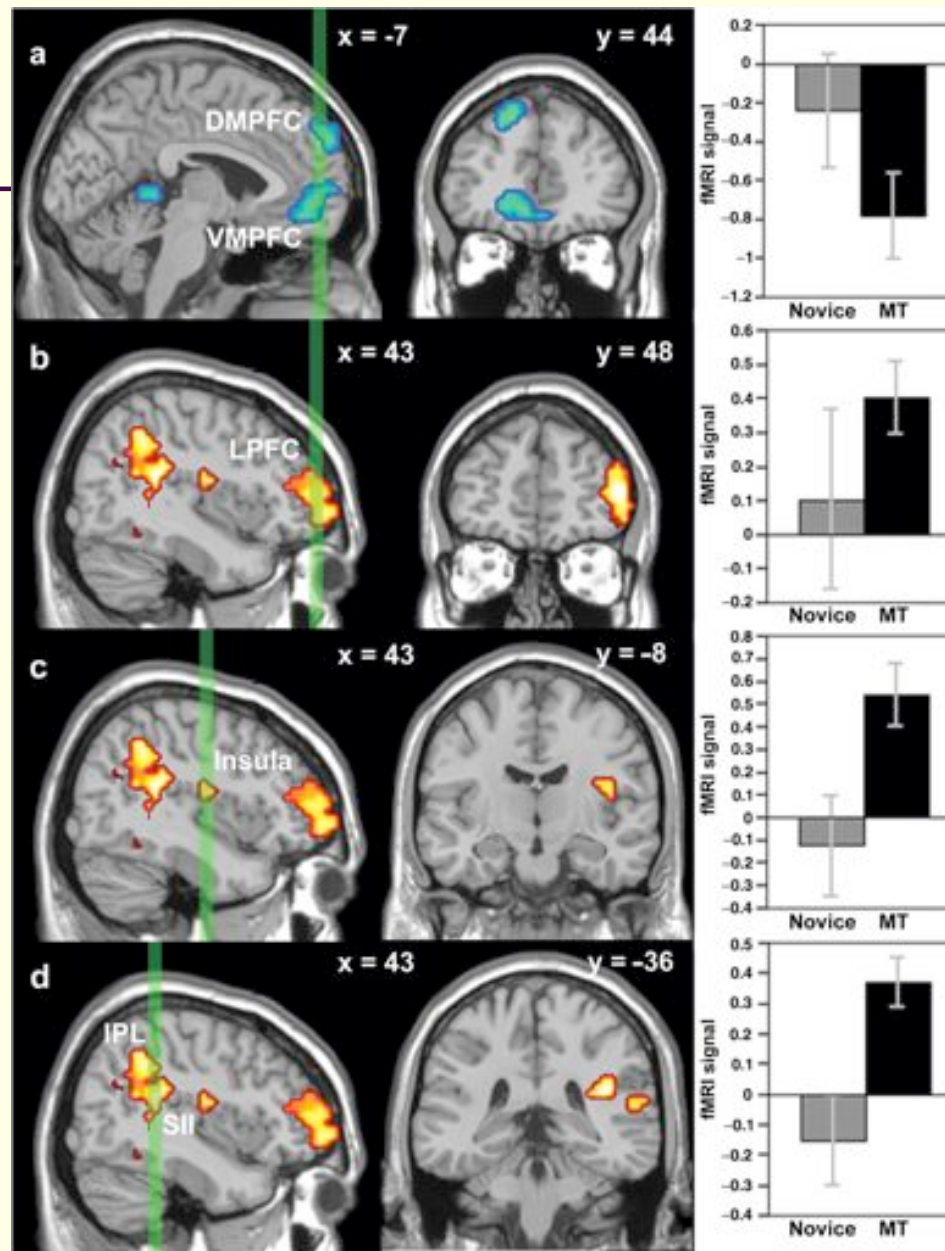 a
x = -7
y = 44
DMPFC
VMPFC
fMRI signal
0.2
0
–0.2
–0.4
–0.6
–0.8
–1
–1.2
Novice MT
b
x = 43
y = 48
LPFC
fMRI signal
0.6
0.5
0.4
0.3
0.2
0.1
0
–0.1
–0.2
Novice MT
c
x = 43
y = -8
Insula
fMRI signal
0.8
0.7
0.6
0.5
0.4
0.3
0.2
0.1
0
–0.1
–0.2
–0.3
–0.4
Novice MT
d
x = 43
y = -36
IPL
SII
fMRI signal
0.5
0.4
0.3
0.2
0.1
0
–0.1
0.2
–0.3
0.4
Novice MT